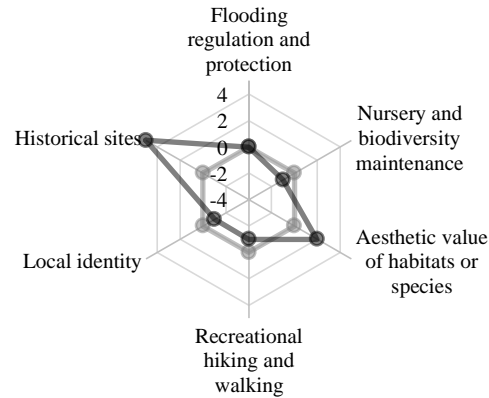 Flooding
regulation and
protection
4
2
0
-2
-4
Nursery and
biodiversity
maintenance
Historical sites
Aesthetic value
of habitats or
species
Local identity
Recreational
hiking and
walking